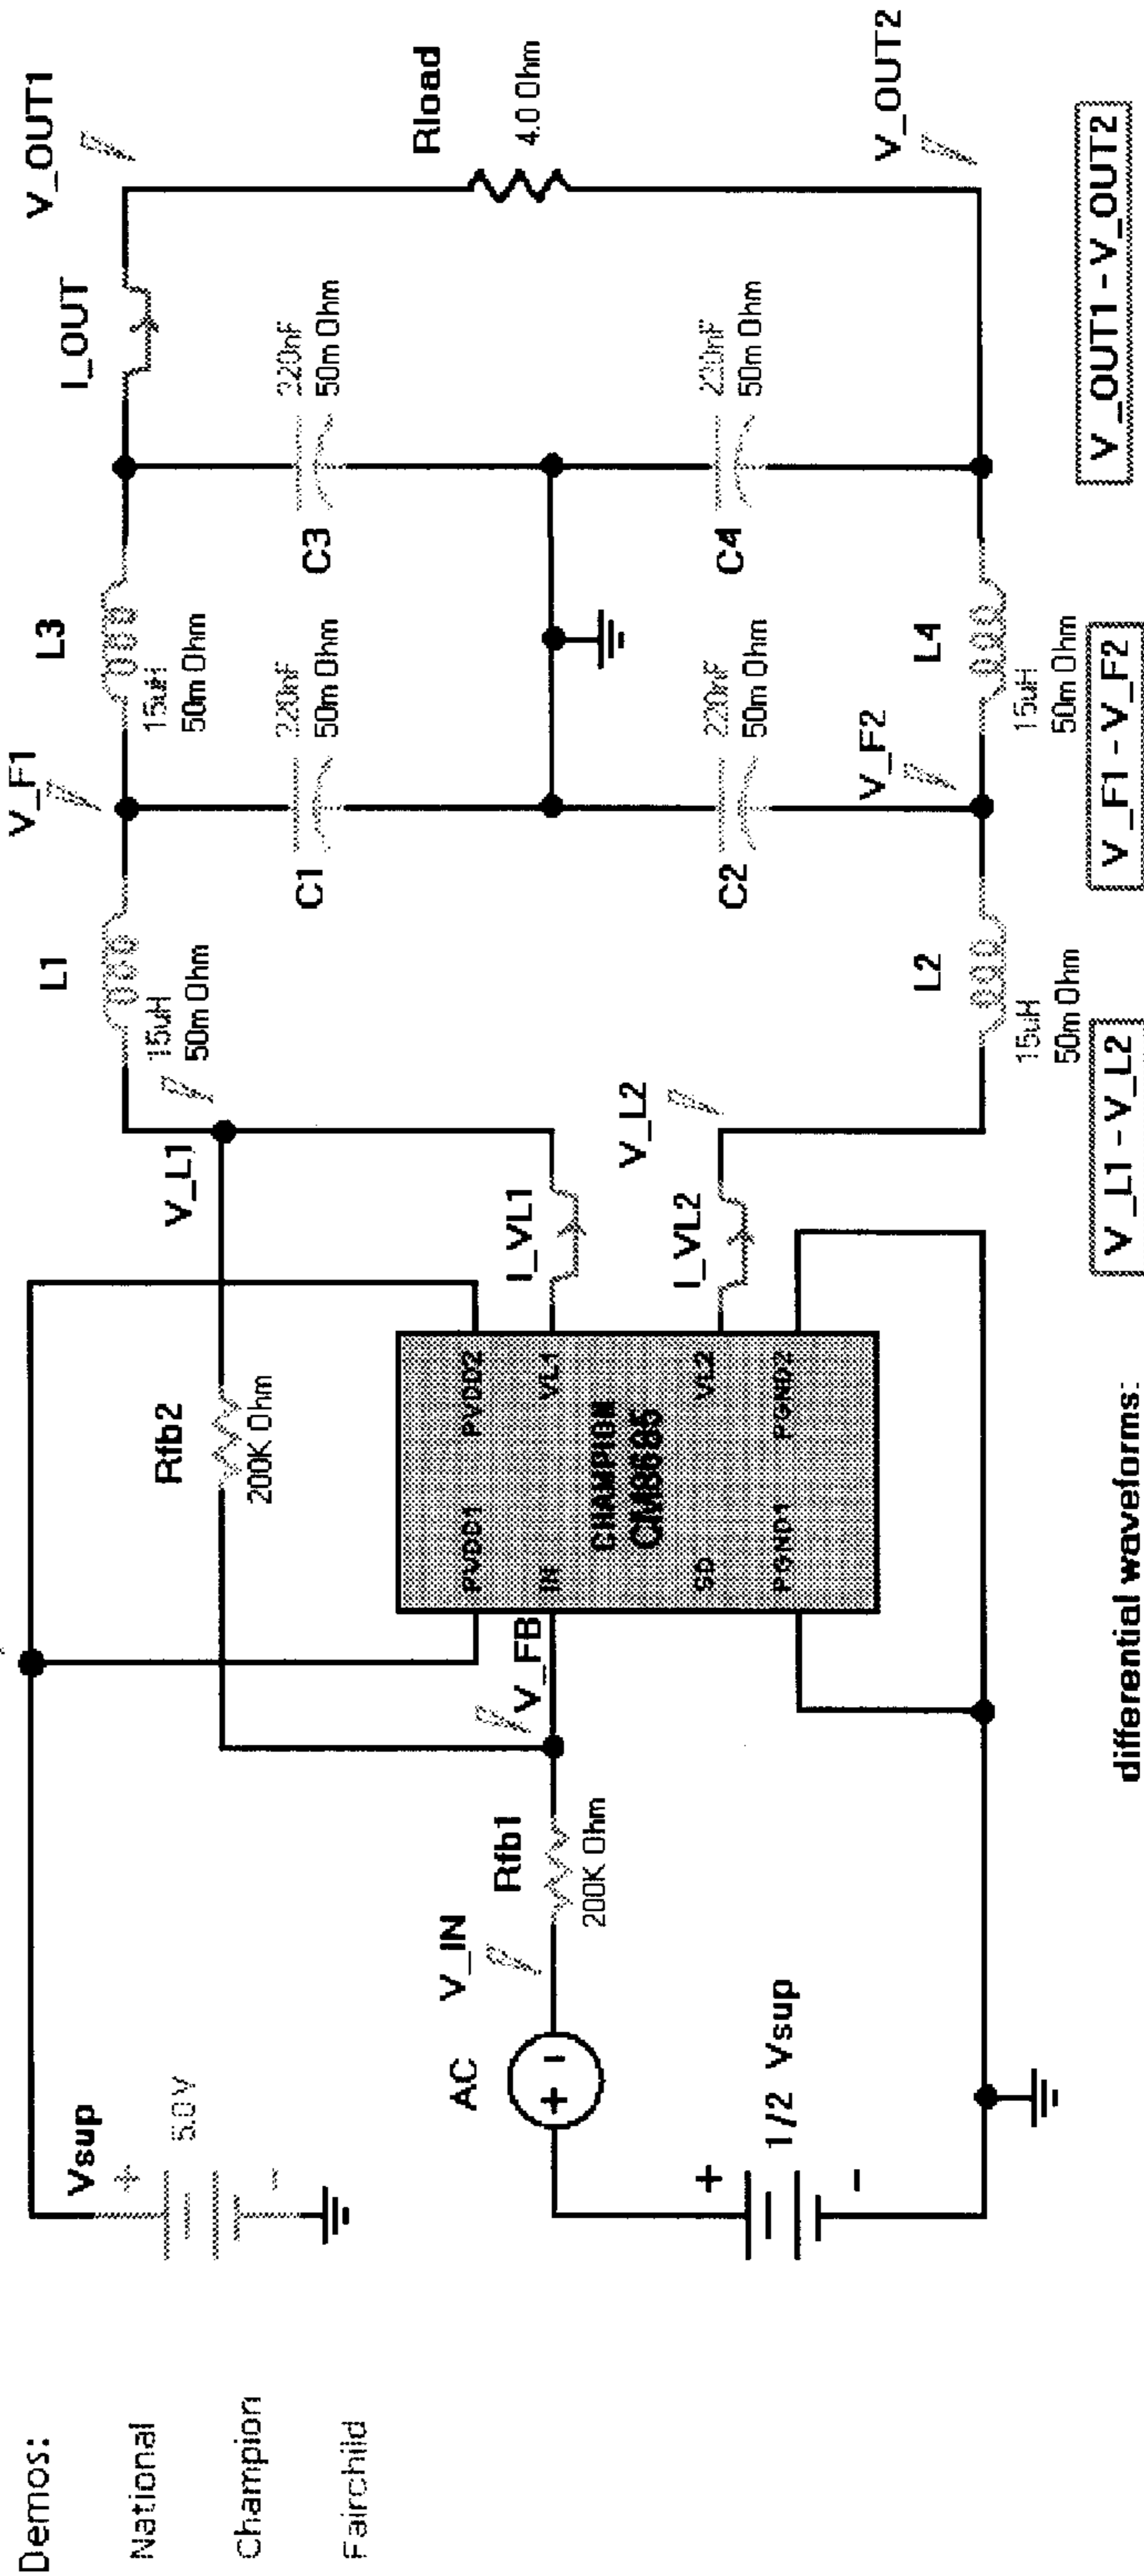 Demos:
National
Champion
Fairchild
Vsup
+
5.0V
-
AC
+ -
V_IN
Rfb1
200K Ohm
V_FB
+
1/2 Vsup
-
Rfb2
200K Ohm
PVDD1
PVDD2
IN
VL1
CHAMPION
CM8685
SD
VL2
PGND1
PGND2
V_L1
I_VL1
I_VL2
V_L2
L1
15uH
50m Ohm
V_F1
L3
15uH
50m Ohm
I_OUT
V_OUT1
C1
220nF
50m Ohm
C3
220nF
50m Ohm
C2
220nF
50m Ohm
C4
220nF
50m Ohm
Rload
4.0 Ohm
V_F2
V_OUT2
L2
15uH
50m Ohm
L4
15uH
50m Ohm
differential waveforms:
V_L1 - V_L2
V_F1 - V_F2
V_OUT1 - V_OUT2